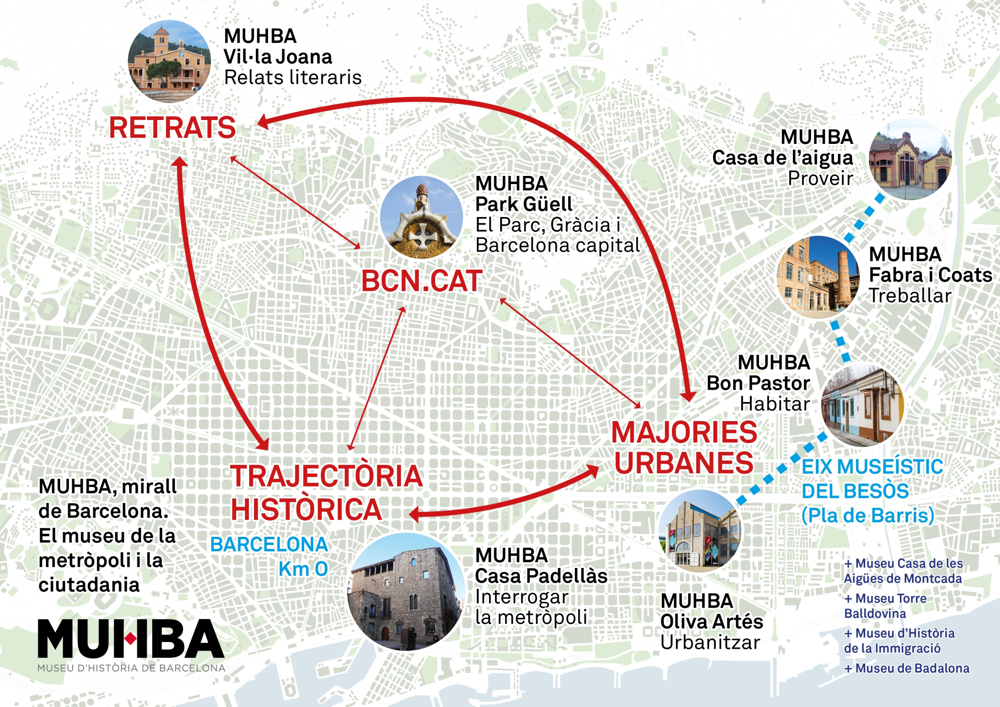 MUHBA
Vil·la Joana
Relats literaris
RETRATS
MUHBA
Casa de l’aigua
Proveir
MUHBA
Park Güell
El Parc, Gràcia i
Barcelona capital
BCN.CAT
MUHBA
Fabra i Coats
Treballar
MUHBA
Bon Pastor
Habitar
MAJORIES
URBANES
EIX MUSEÍSTIC
DEL BESÒS
(Pla de Barris)
TRAJECTÒRIA
HISTÒRICA
BARCELONA
Km 0
MUHBA, mirall
de Barcelona.
El museu de la
metròpoli i la
ciutadania
MUHBA
Casa Padellàs
Interrogar
la metròpoli
MUHBA
Oliva Artés
Urbanitzar
+ Museu Casa de les
Aigües de Montcada
+ Museu Torre
Balldovina
+ Museu d’Història
de la Immigració
+ Museu de Badalona
MUHBA
MUSEU D’HISTÒRIA DE BARCELONA